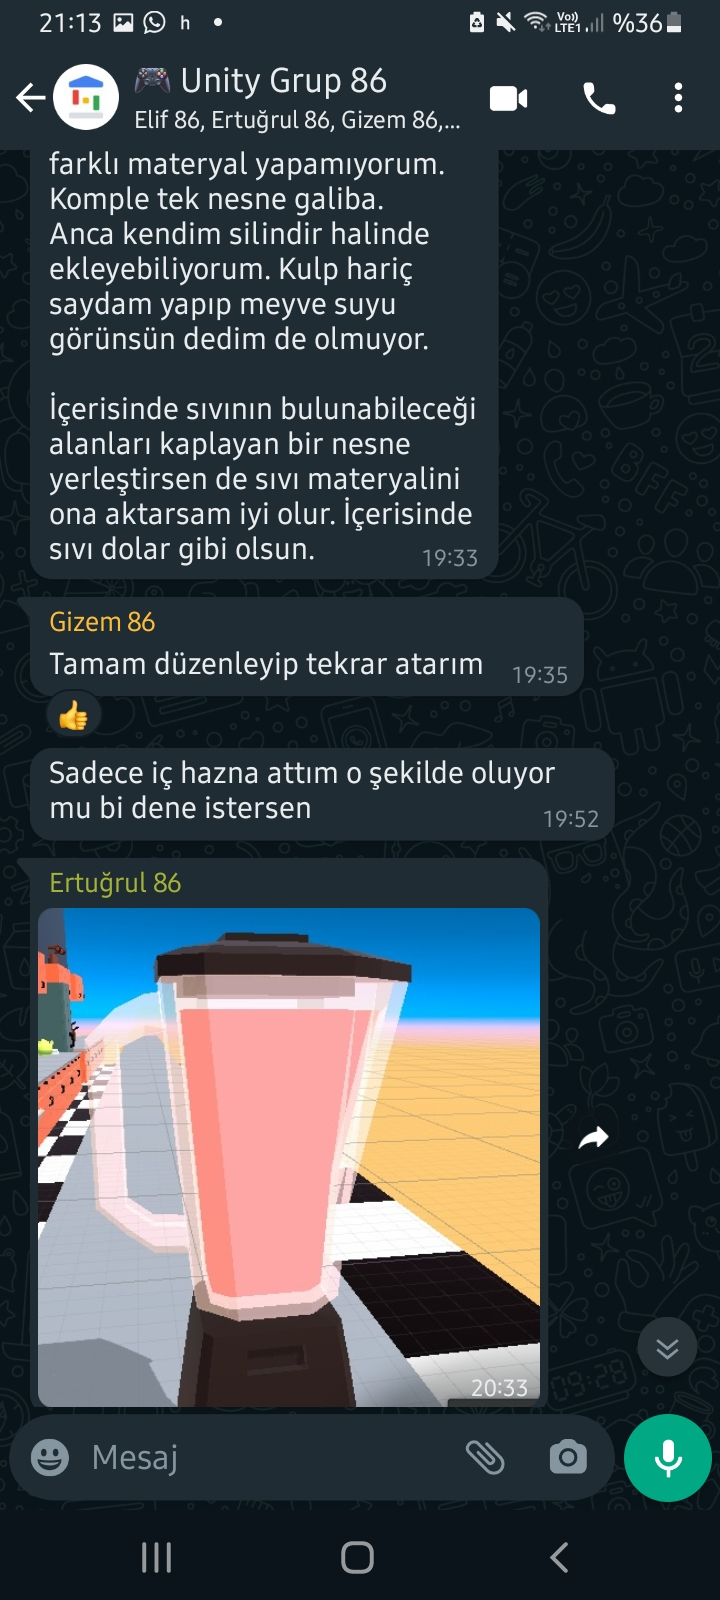 21:13 h Vo)) LTE1 %36
🎮 Unity Grup 86
Elif 86, Ertuğrul 86, Gizem 86,...
farklı materyal yapamıyorum.
Komple tek nesne galiba.
Anca kendim silindir halinde
ekleyebiliyorum. Kulp hariç
saydam yapıp meyve suyu
görünsün dedim de olmuyor.
İçerisinde sıvının bulunabileceği
alanları kaplayan bir nesne
yerleştirsen de sıvı materyalini
ona aktarsam iyi olur. İçerisinde
sıvı dolar gibi olsun. 19:33
Gizem 86
Tamam düzenleyip tekrar atarım 19:35
👍
Sadece iç hazna attım o şekilde oluyor
mu bi dene istersen 19:52
Ertuğrul 86
20:33
Mesaj